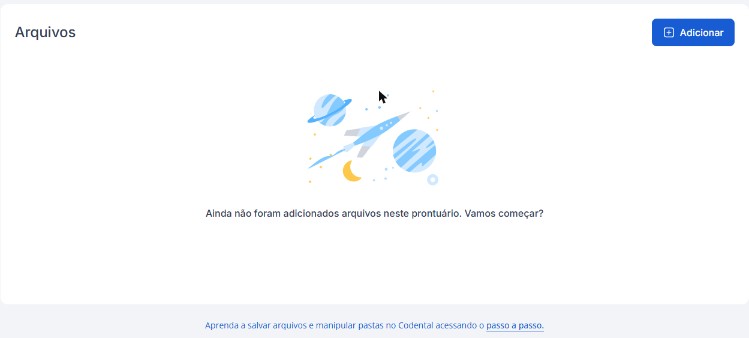 Arquivos
Adicionar
Ainda não foram adicionados arquivos neste prontuário. Vamos começar?
Aprenda a salvar arquivos e manipular pastas no Codental acessando o passo a passo.